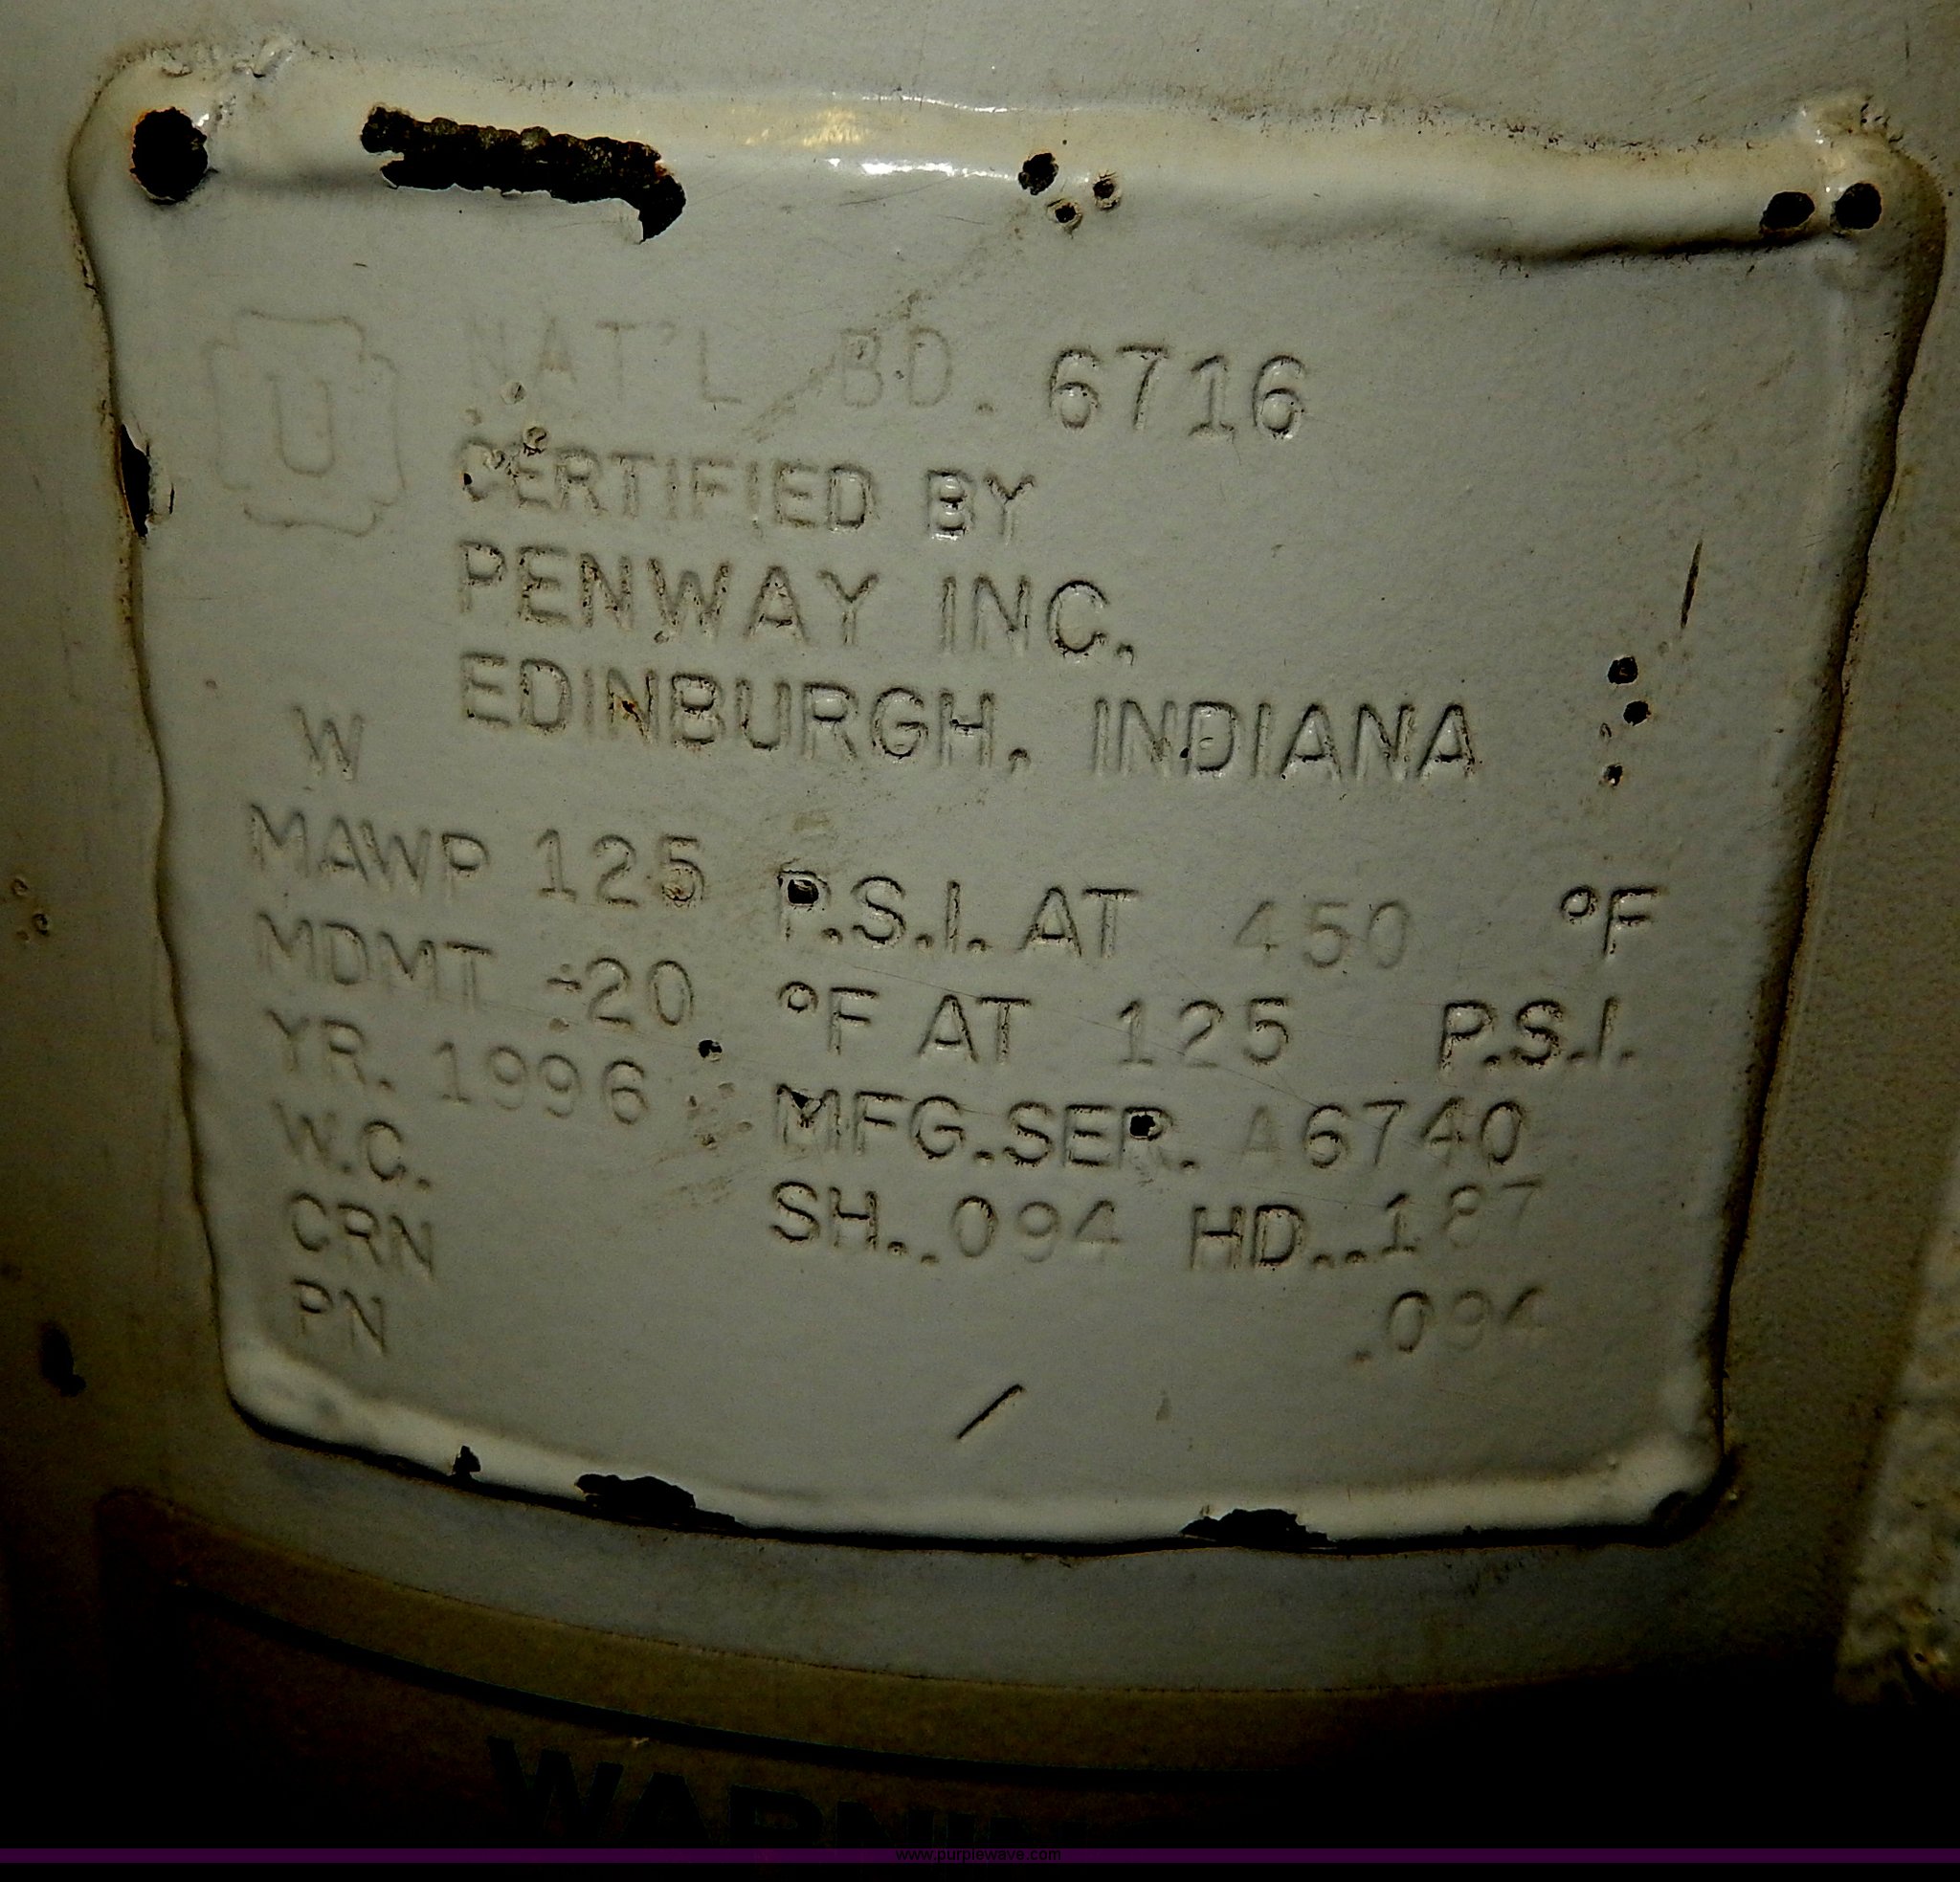 U NAT'L BD. 6716
CERTIFIED BY
PENWAY INC.
EDINBURGH, INDIANA
W
MAWP 125 P.S.I. AT 450 °F
MDMT -20 °F AT 125 P.S.I.
YR. 1996 MFG.SER. A6740
W.C. SH..094 HD..187
CRN .094
PN
WARNING
www.purplewave.com